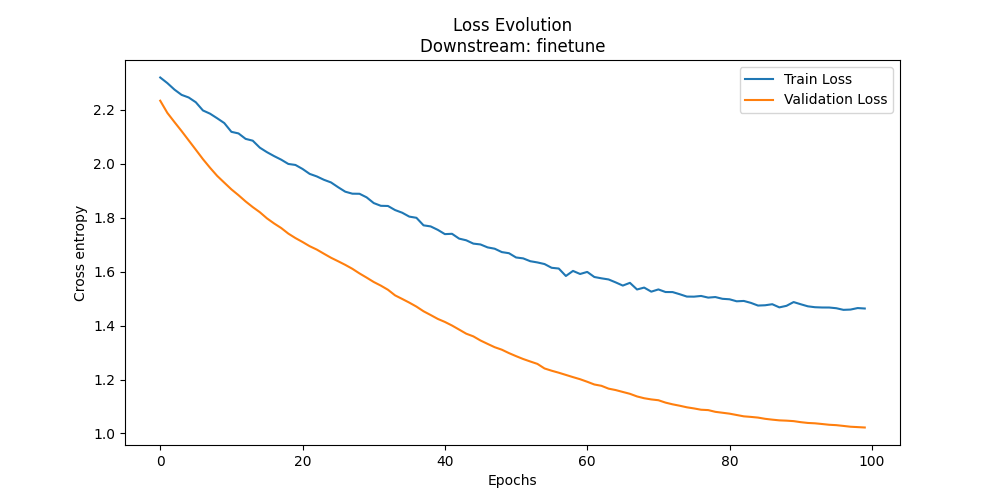 Loss Evolution
Downstream: finetune
Train Loss
Validation Loss
Cross entropy
2.2
2.0
1.8
1.6
1.4
1.2
1.0
0 20 40 60 80 100
Epochs